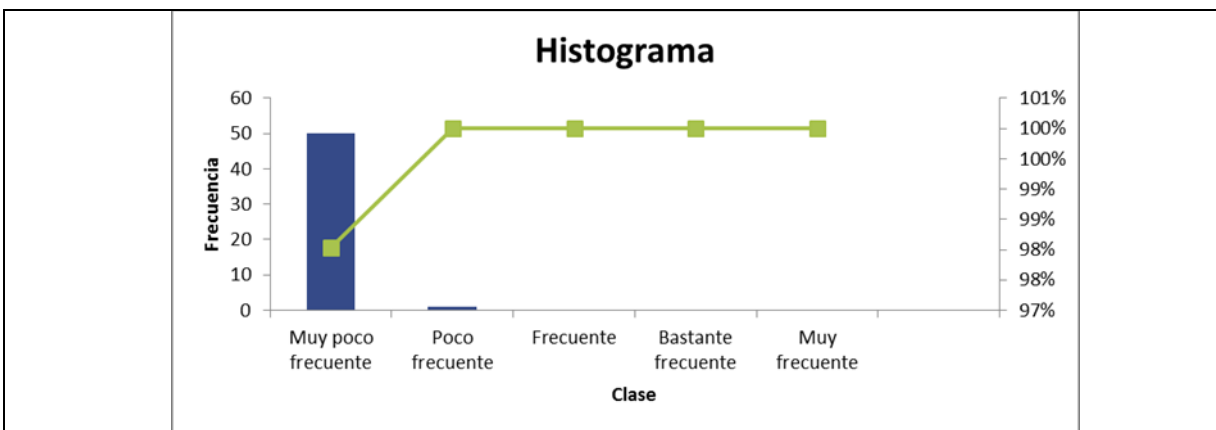 Histograma
60
50
40
30
20
10
0
Frecuencia
101%
100%
100%
99%
99%
98%
98%
97%
Muy poco
frecuente
Poco
frecuente
Frecuente
Bastante
frecuente
Muy
frecuente
Clase